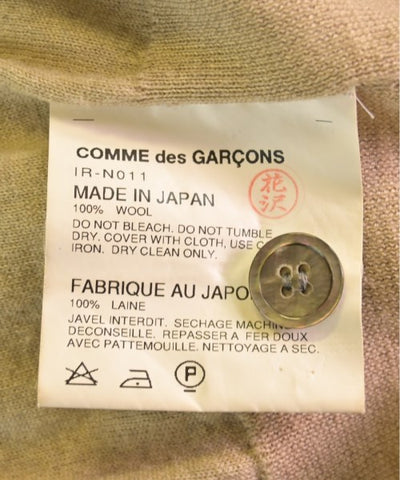 COMME des GARÇONS
IR-N011
花沢
MADE IN JAPAN
100% WOOL
DO NOT BLEACH. DO NOT TUMBLE
DRY. COVER WITH CLOTH, USE
IRON. DRY CLEAN ONLY.
FABRIQUE AU
100% LAINE
JAVEL INTERDIT. SECHAGE
DECONSEILLE. REPASSER A FER DOUX
AVEC PATTEMOUILLE. NETTOYAGE A SEC.
P